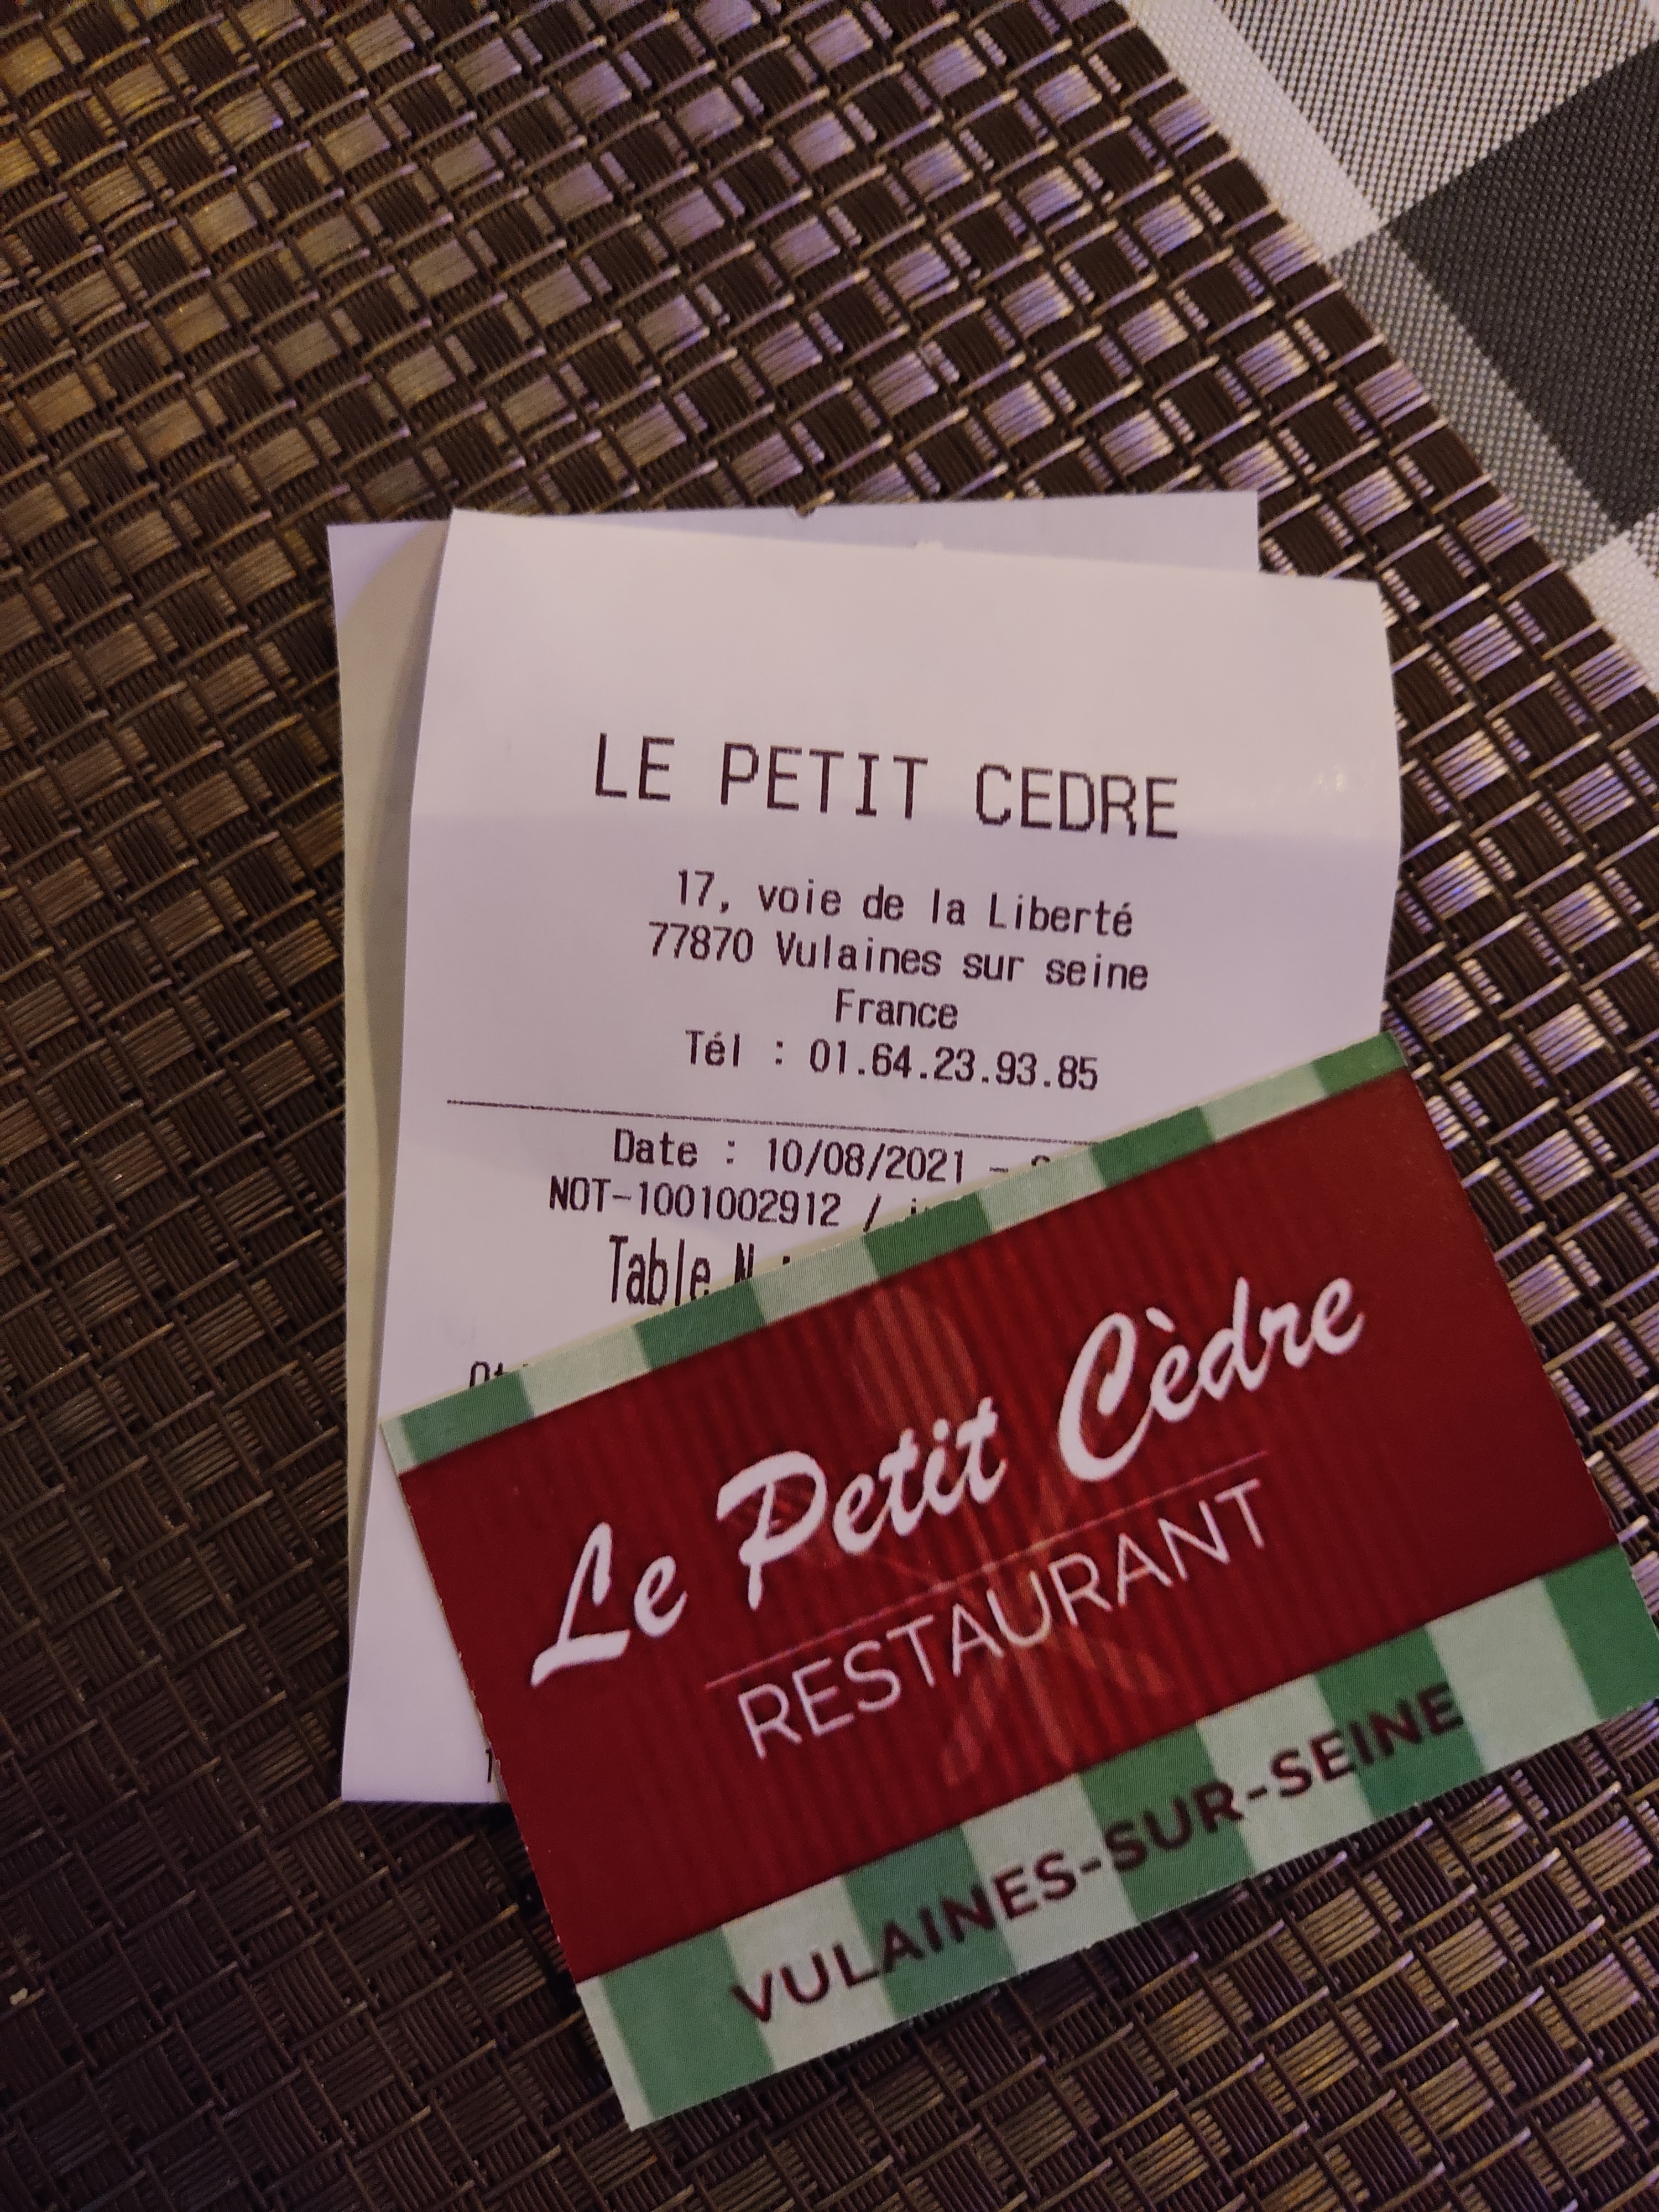 LE PETIT CEDRE
17, voie de la Liberté
77870 Vulaines sur seine
France
Tél : 01.64.23.93.85
Date : 10/08/2021 -
NOT-1001002912 /
Table N
Le Petit Cèdre
RESTAURANT
VULAINES-SUR-SEINE